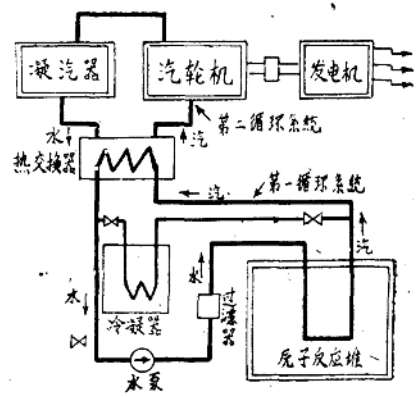 凝汽器
汽轮机
发电机
水
汽
第二循环系统
热交换器
汽
第一循环系统
汽
水
水
冷凝器
过滤器
原子反应堆
水泵